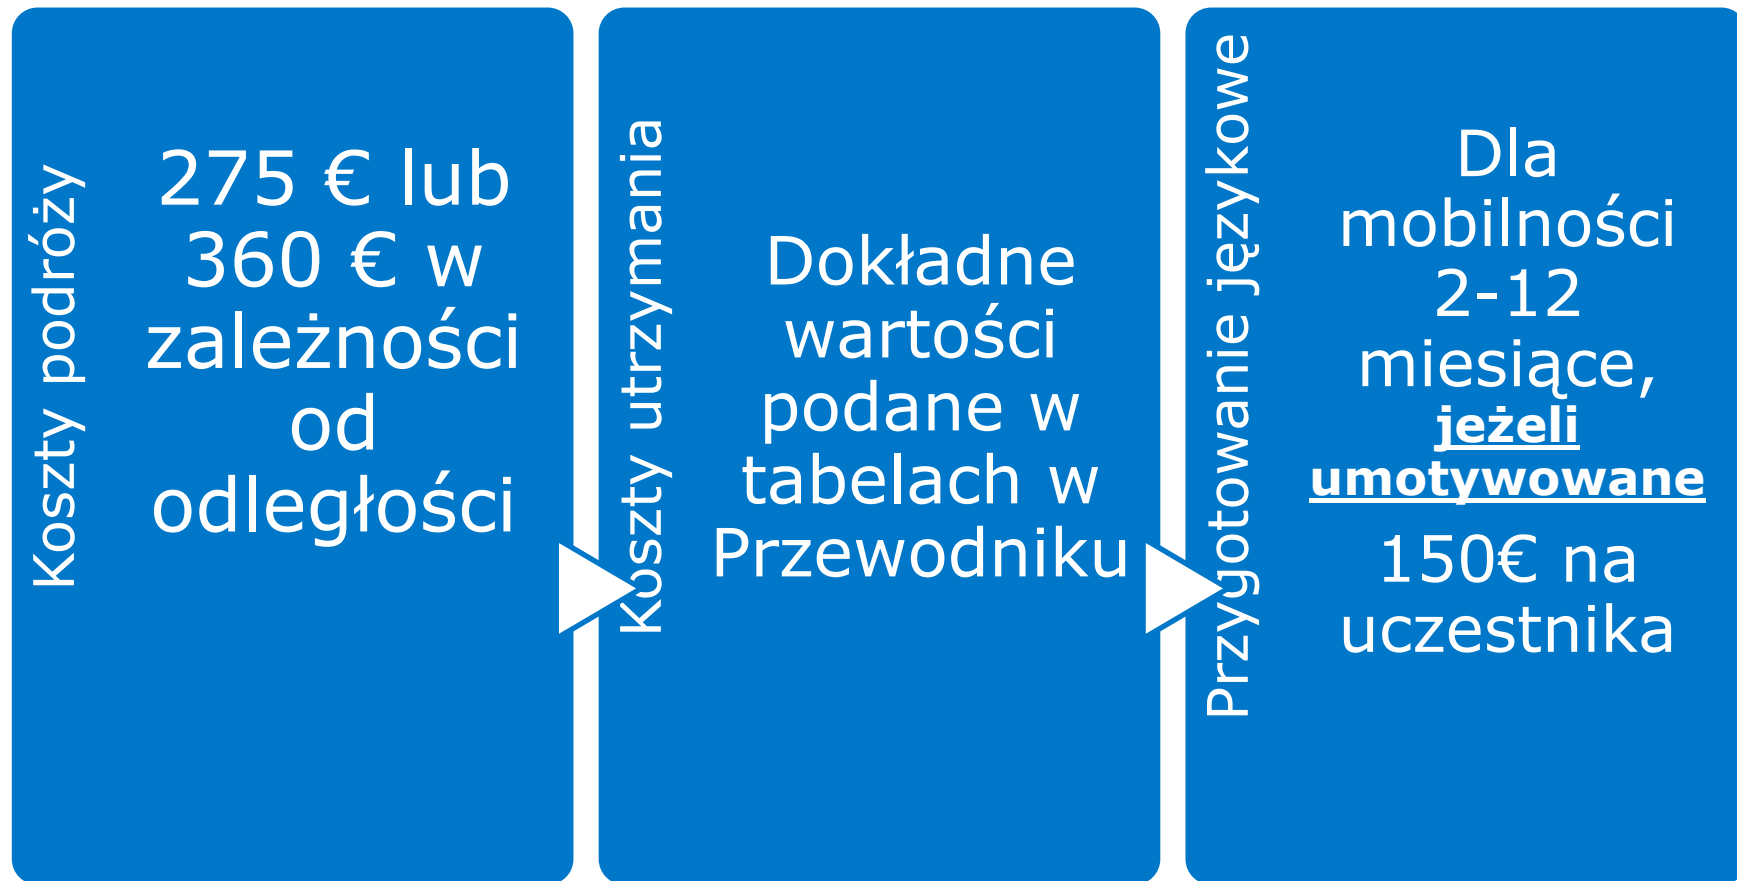 Koszty podróży
275 € lub
360 € w
zależności
od
odległości
Koszty utrzymania
Dokładne
wartości
podane w
tabelach w
Przewodniku
Przygotowanie językowe
Dla
mobilności
2-12
miesiące,
jeżeli
umotywowane
150€ na
uczestnika